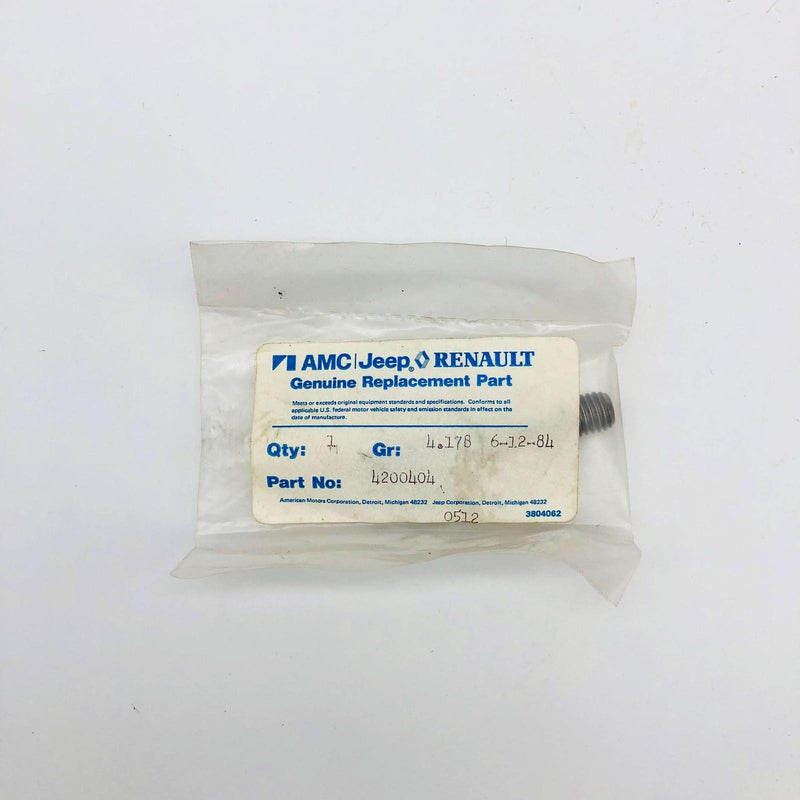 AMC|Jeep® RENAULT
Genuine Replacement Part
Meets or exceeds original equipment standards and specifications. Conforms to all
applicable U.S. federal motor vehicle safety and emission standards in effect on the
date of manufacture.
Qty: 1 Gr: 4.178 6-12-84
Part No: 4200404
American Motors Corporation, Detroit, Michigan 48232 Jeep Corporation, Detroit, Michigan 48232
0512 3804062